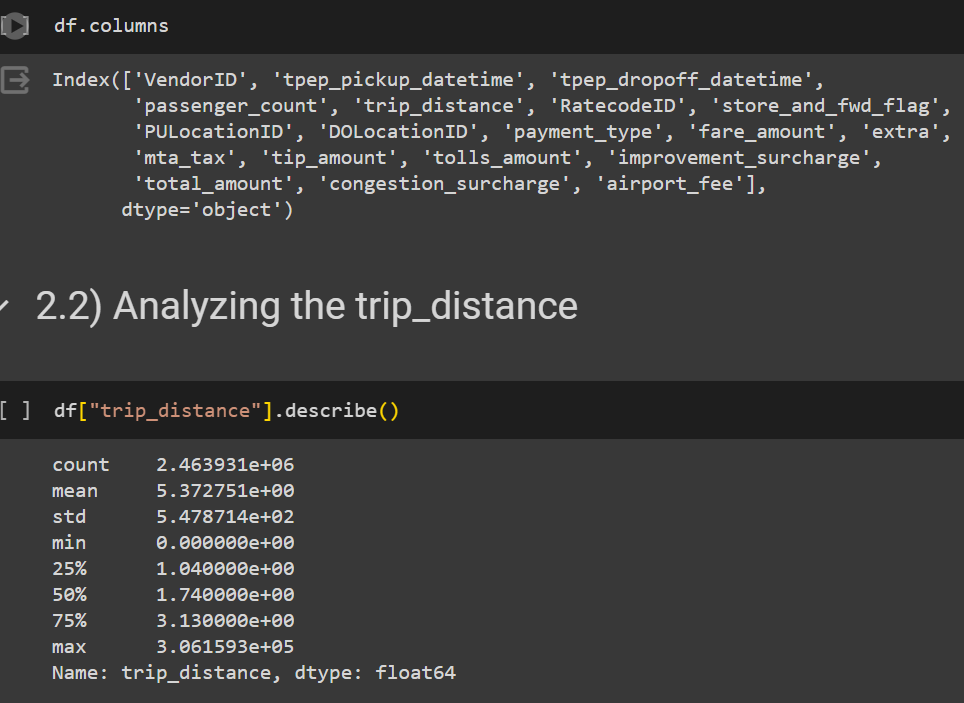 df.columns
Index(['VendorID', 'tpep_pickup_datetime', 'tpep_dropoff_datetime',
'passenger_count', 'trip_distance', 'RatecodeID', 'store_and_fwd_flag',
'PULocationID', 'DOLocationID', 'payment_type', 'fare_amount', 'extra',
'mta_tax', 'tip_amount', 'tolls_amount', 'improvement_surcharge',
'total_amount', 'congestion_surcharge', 'airport_fee'],
dtype='object')
2.2) Analyzing the trip_distance
[ ] df["trip_distance"].describe()
count 2.463931e+06
mean 5.372751e+00
std 5.478714e+02
min 0.000000e+00
25% 1.040000e+00
50% 1.740000e+00
75% 3.130000e+00
max 3.061593e+05
Name: trip_distance, dtype: float64